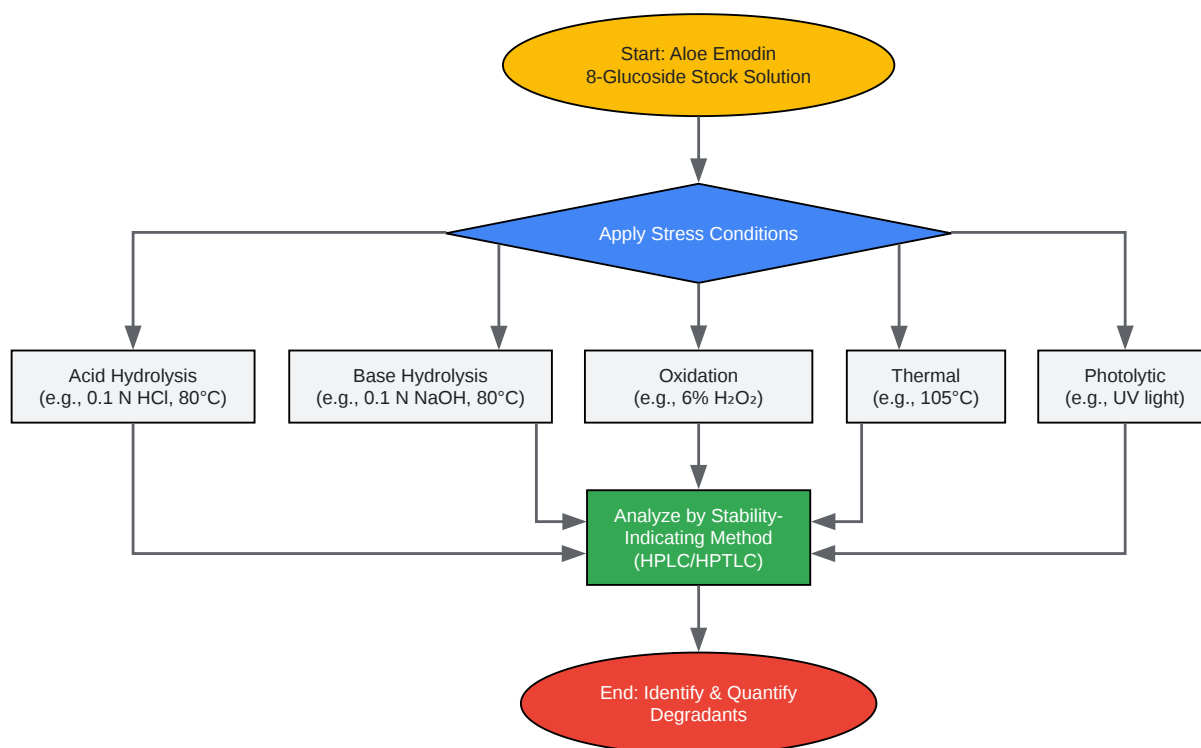 Start: Aloe Emodin
8-Glucoside Stock Solution
Apply Stress Conditions
Acid Hydrolysis
(e.g., 0.1 N HCl, 80°C)
Base Hydrolysis
(e.g., 0.1 N NaOH, 80°C)
Oxidation
(e.g., 6% H₂O₂)
Thermal
(e.g., 105°C)
Photolytic
(e.g., UV light)
Analyze by Stability-
Indicating Method
(HPLC/HPTLC)
End: Identify & Quantify
Degradants